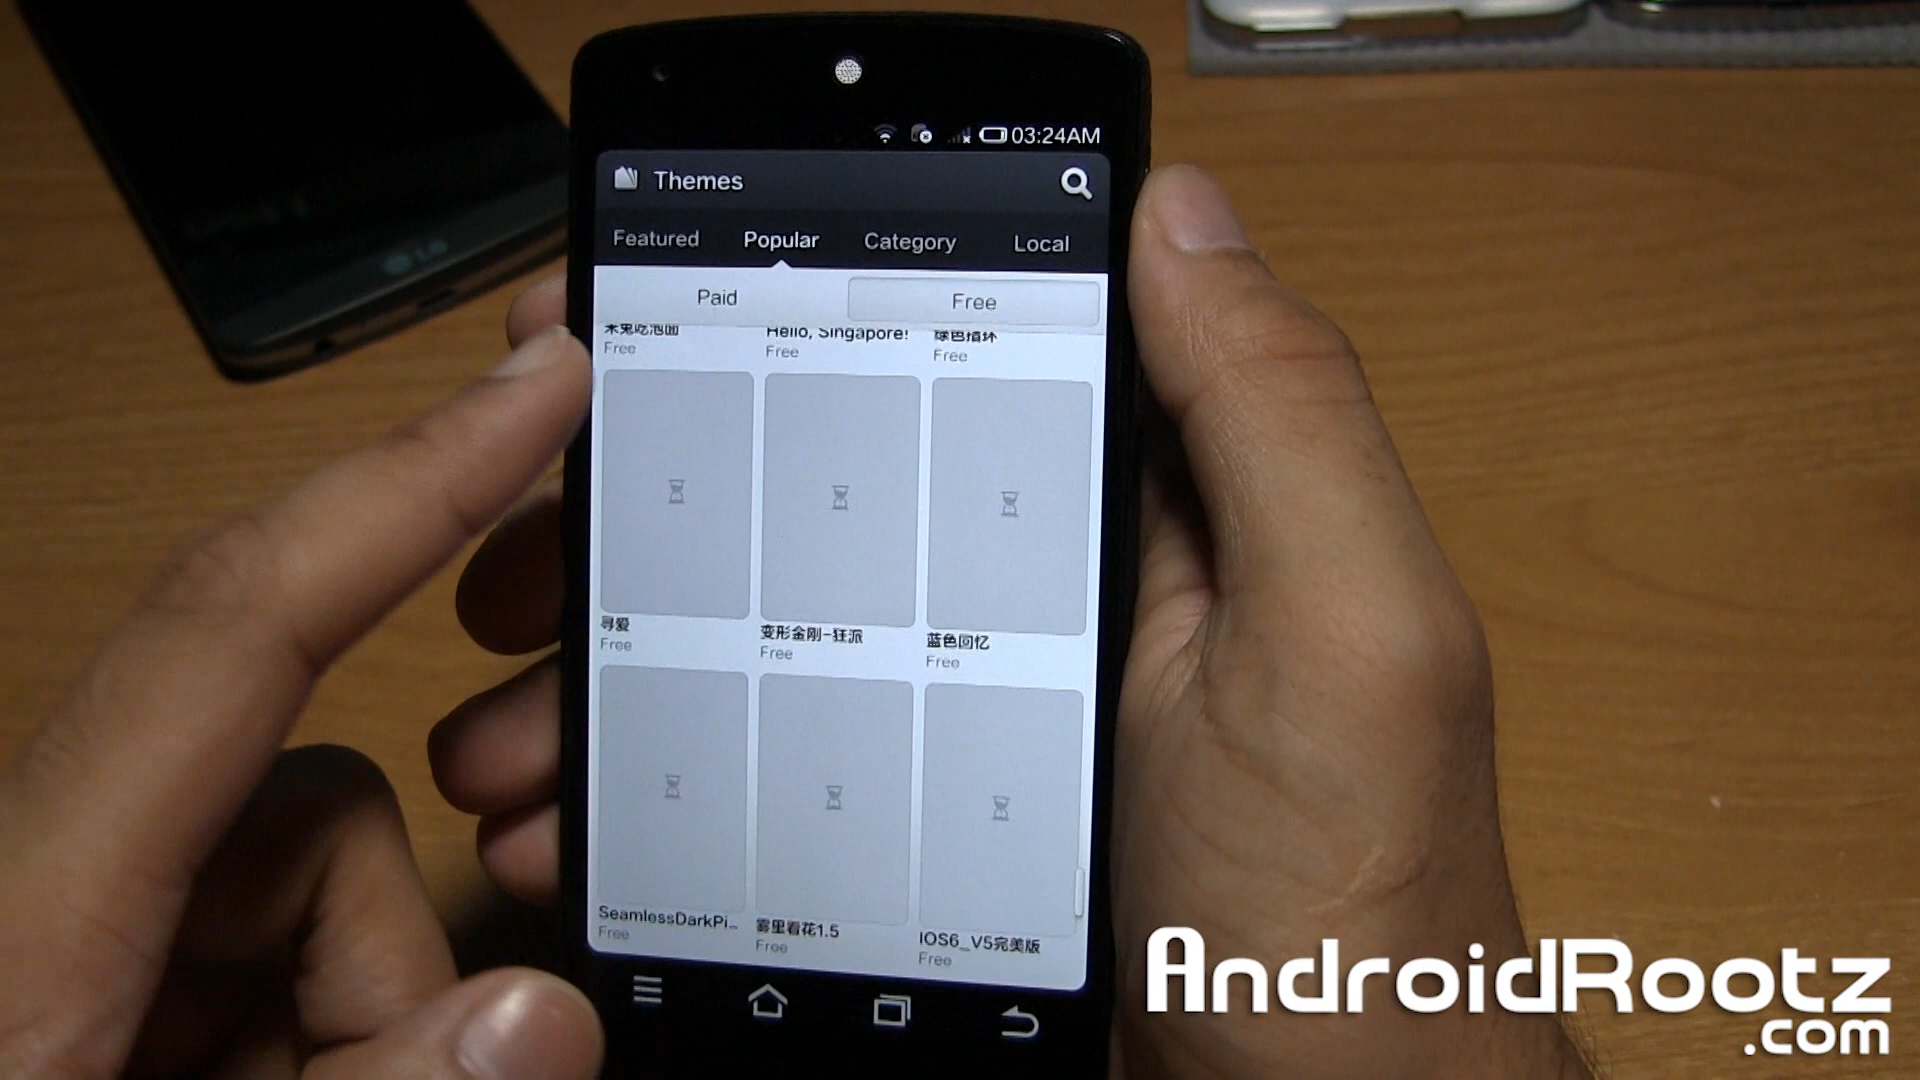 03:24AM
Themes
Featured Popular Category Local
Paid Free
Hello, Singapore!
Free Free Free
寻爱 变形金刚-狂派 蓝色回忆
Free Free Free
SeamlessDarkPi... 雾里看花1.5 IOS6_V5完美版
Free Free Free
LG
AndroidRootz
.com